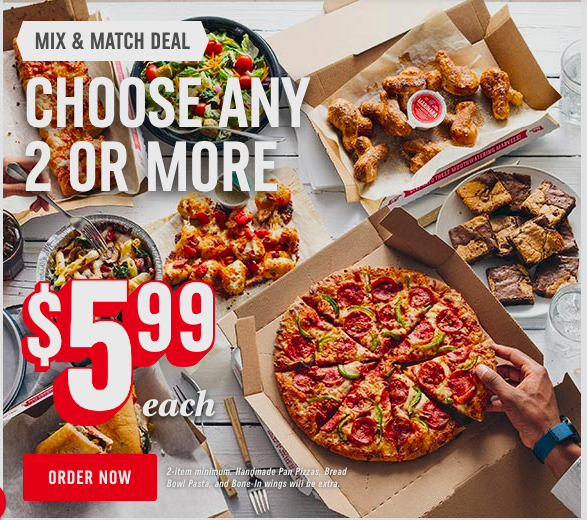 MIX & MATCH DEAL
CHOOSE ANY
2 OR MORE
$5.99
each
ORDER NOW
2-item minimum. Handmade Pan Pizzas, Bread
Bowl Pasta, and Bone-In wings will be extra.